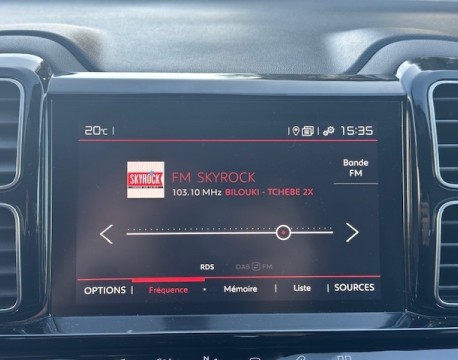 20°C 15:35
SKYROCK
FM SKYROCK
Bande
FM
103.10 MHz BILOUKI - TCHEBE 2X
RDS DAB FM
OPTIONS Fréquence Mémoire Liste SOURCES